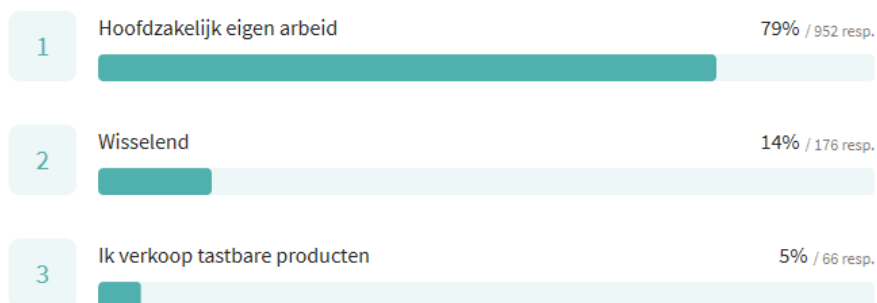 1
Hoofdzakelijk eigen arbeid 79% / 952 resp.
2
Wisselend 14% / 176 resp.
3
Ik verkoop tastbare producten 5% / 66 resp.